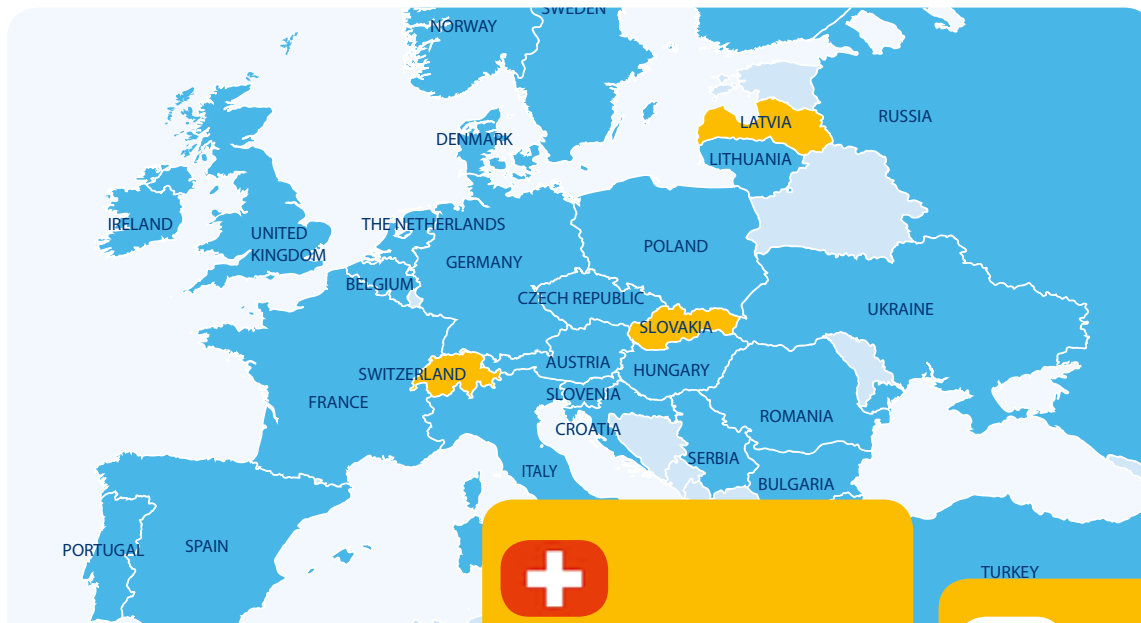 SWEDEN
NORWAY
RUSSIA
LATVIA
DENMARK
LITHUANIA
IRELAND
THE NETHERLANDS
UNITED
KINGDOM
POLAND
GERMANY
BELGIUM
CZECH REPUBLIC
UKRAINE
SLOVAKIA
AUSTRIA
HUNGARY
SWITZERLAND
SLOVENIA
FRANCE
ROMANIA
CROATIA
SERBIA
ITALY
BULGARIA
PORTUGAL
SPAIN
TURKEY